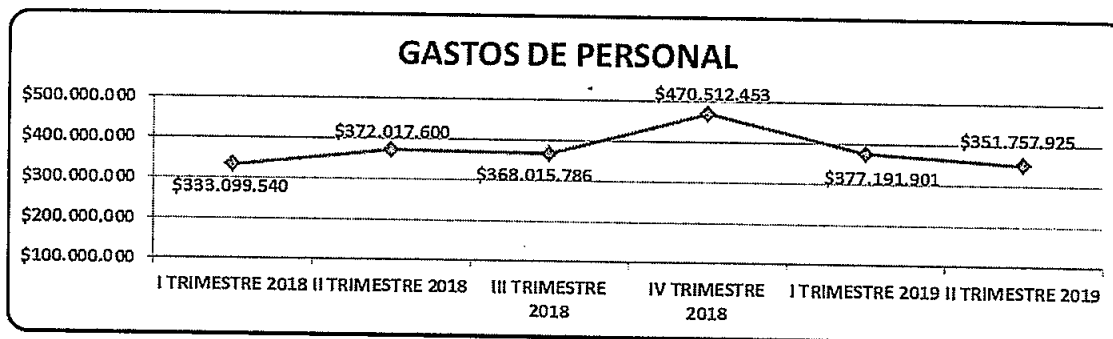 GASTOS DE PERSONAL
$500.000.000
$400.000.000
$300.000.000
$200.000.000
$100.000.000
$333.099.540
$372.017.600
$368.015.786
$470.512.453
$377.191.901
$351.757.925
I TRIMESTRE 2018
II TRIMESTRE 2018
III TRIMESTRE
2018
IV TRIMESTRE
2018
I TRIMESTRE 2019
II TRIMESTRE 2019